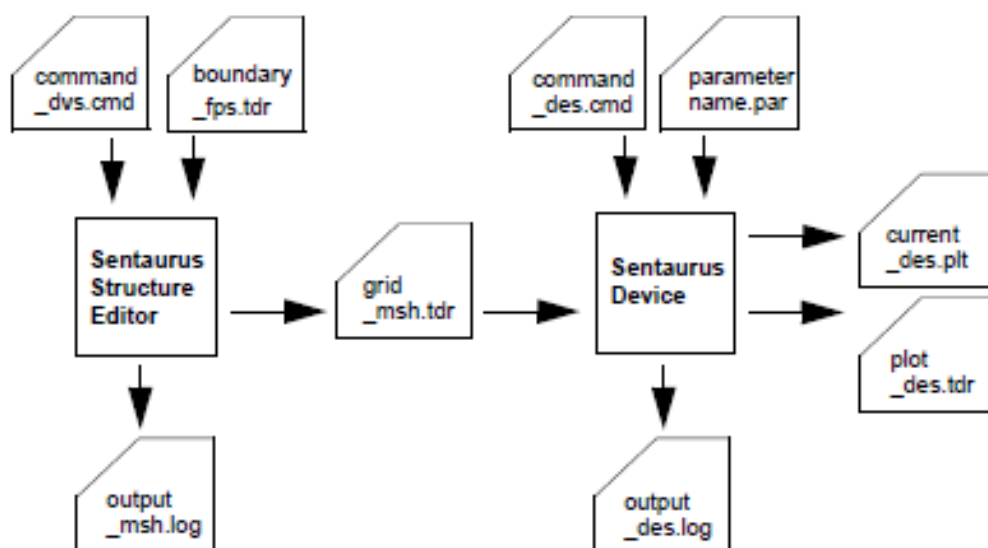 command
_dvs.cmd
boundary
_fps.tdr
command
_des.cmd
parameter
name.par
Sentaurus
Structure
Editor
grid
_msh.tdr
Sentaurus
Device
current
_des.plt
plot
_des.tdr
output
_msh.log
output
_des.log